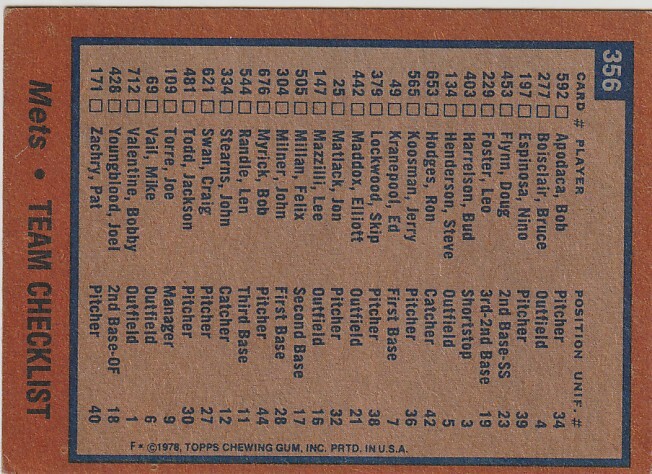 356
CARD # PLAYER POSITION UNIF. #
592 Apodaca, Bob Pitcher 34
277 Boisclair, Bruce Outfield 4
197 Espinosa, Nino Pitcher 39
453 Flynn, Doug 2nd Base-SS 23
229 Foster, Leo 3rd-2nd Base 19
403 Harrelson, Bud Shortstop 3
134 Henderson, Steve Outfield 5
653 Hodges, Ron Catcher 42
566 Koosman, Jerry Pitcher 36
49 Kranepool, Ed First Base 7
379 Lockwood, Skip Pitcher 38
442 Maddox, Elliott Outfield 21
25 Matlack, Jon Pitcher 32
147 Mazzilli, Lee Outfield 16
505 Millan, Felix Second Base 17
304 Milner, John First Base 28
676 Myrick, Bob Pitcher 44
544 Randle, Len Third Base 11
334 Stearns, John Catcher 12
621 Swan, Craig Pitcher 27
481 Todd, Jackson Pitcher 30
109 Torre, Joe Manager 9
69 Vail, Mike Outfield 6
712 Valentine, Bobby Outfield 1
428 Youngblood, Joel 2nd Base-OF 18
171 Zachry, Pat Pitcher 40
F* ©1978, TOPPS CHEWING GUM, INC. PRTD. IN U.S.A.
Mets • TEAM CHECKLIST